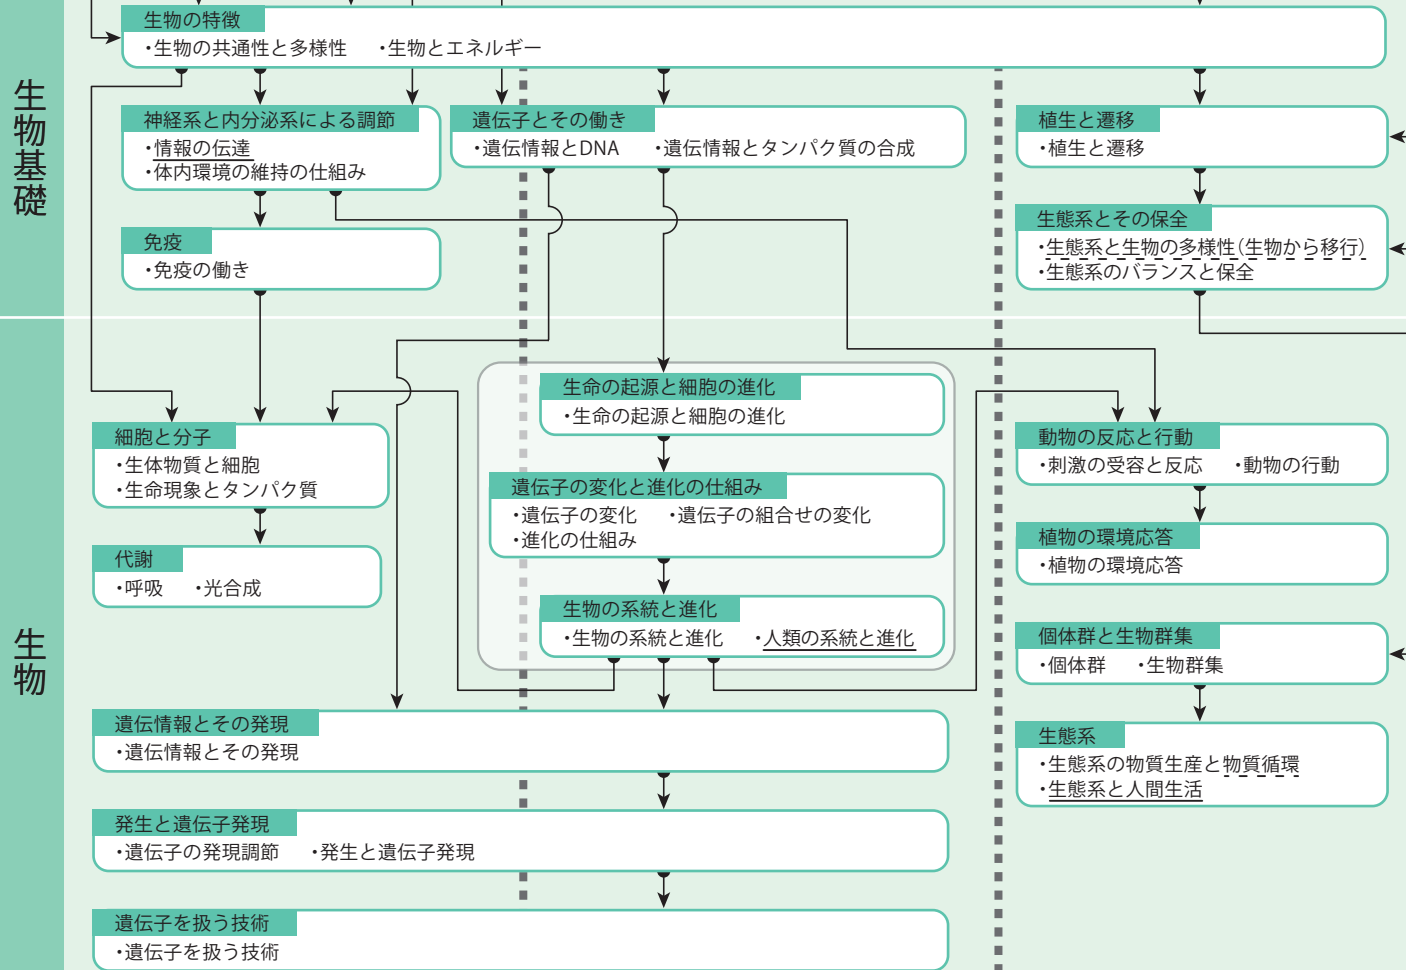 生物基礎
生物の特徴
・生物の共通性と多様性　・生物とエネルギー
神経系と内分泌系による調節
・情報の伝達
・体内環境の維持の仕組み
遺伝子とその働き
・遺伝情報とDNA　・遺伝情報とタンパク質の合成
植生と遷移
・植生と遷移
免疫
・免疫の働き
生態系とその保全
・生態系と生物の多様性(生物から移行)
・生態系のバランスと保全
生物
細胞と分子
・生体物質と細胞
・生命現象とタンパク質
代謝
・呼吸　・光合成
生命の起源と細胞の進化
・生命の起源と細胞の進化
遺伝子の変化と進化の仕組み
・遺伝子の変化　・遺伝子の組合せの変化
・進化の仕組み
生物の系統と進化
・生物の系統と進化　・人類の系統と進化
動物の反応と行動
・刺激の受容と反応　・動物の行動
植物の環境応答
・植物の環境応答
個体群と生物群集
・個体群　・生物群集
生態系
・生態系の物質生産と物質循環
・生態系と人間生活
遺伝情報とその発現
・遺伝情報とその発現
発生と遺伝子発現
・遺伝子の発現調節　・発生と遺伝子発現
遺伝子を扱う技術
・遺伝子を扱う技術